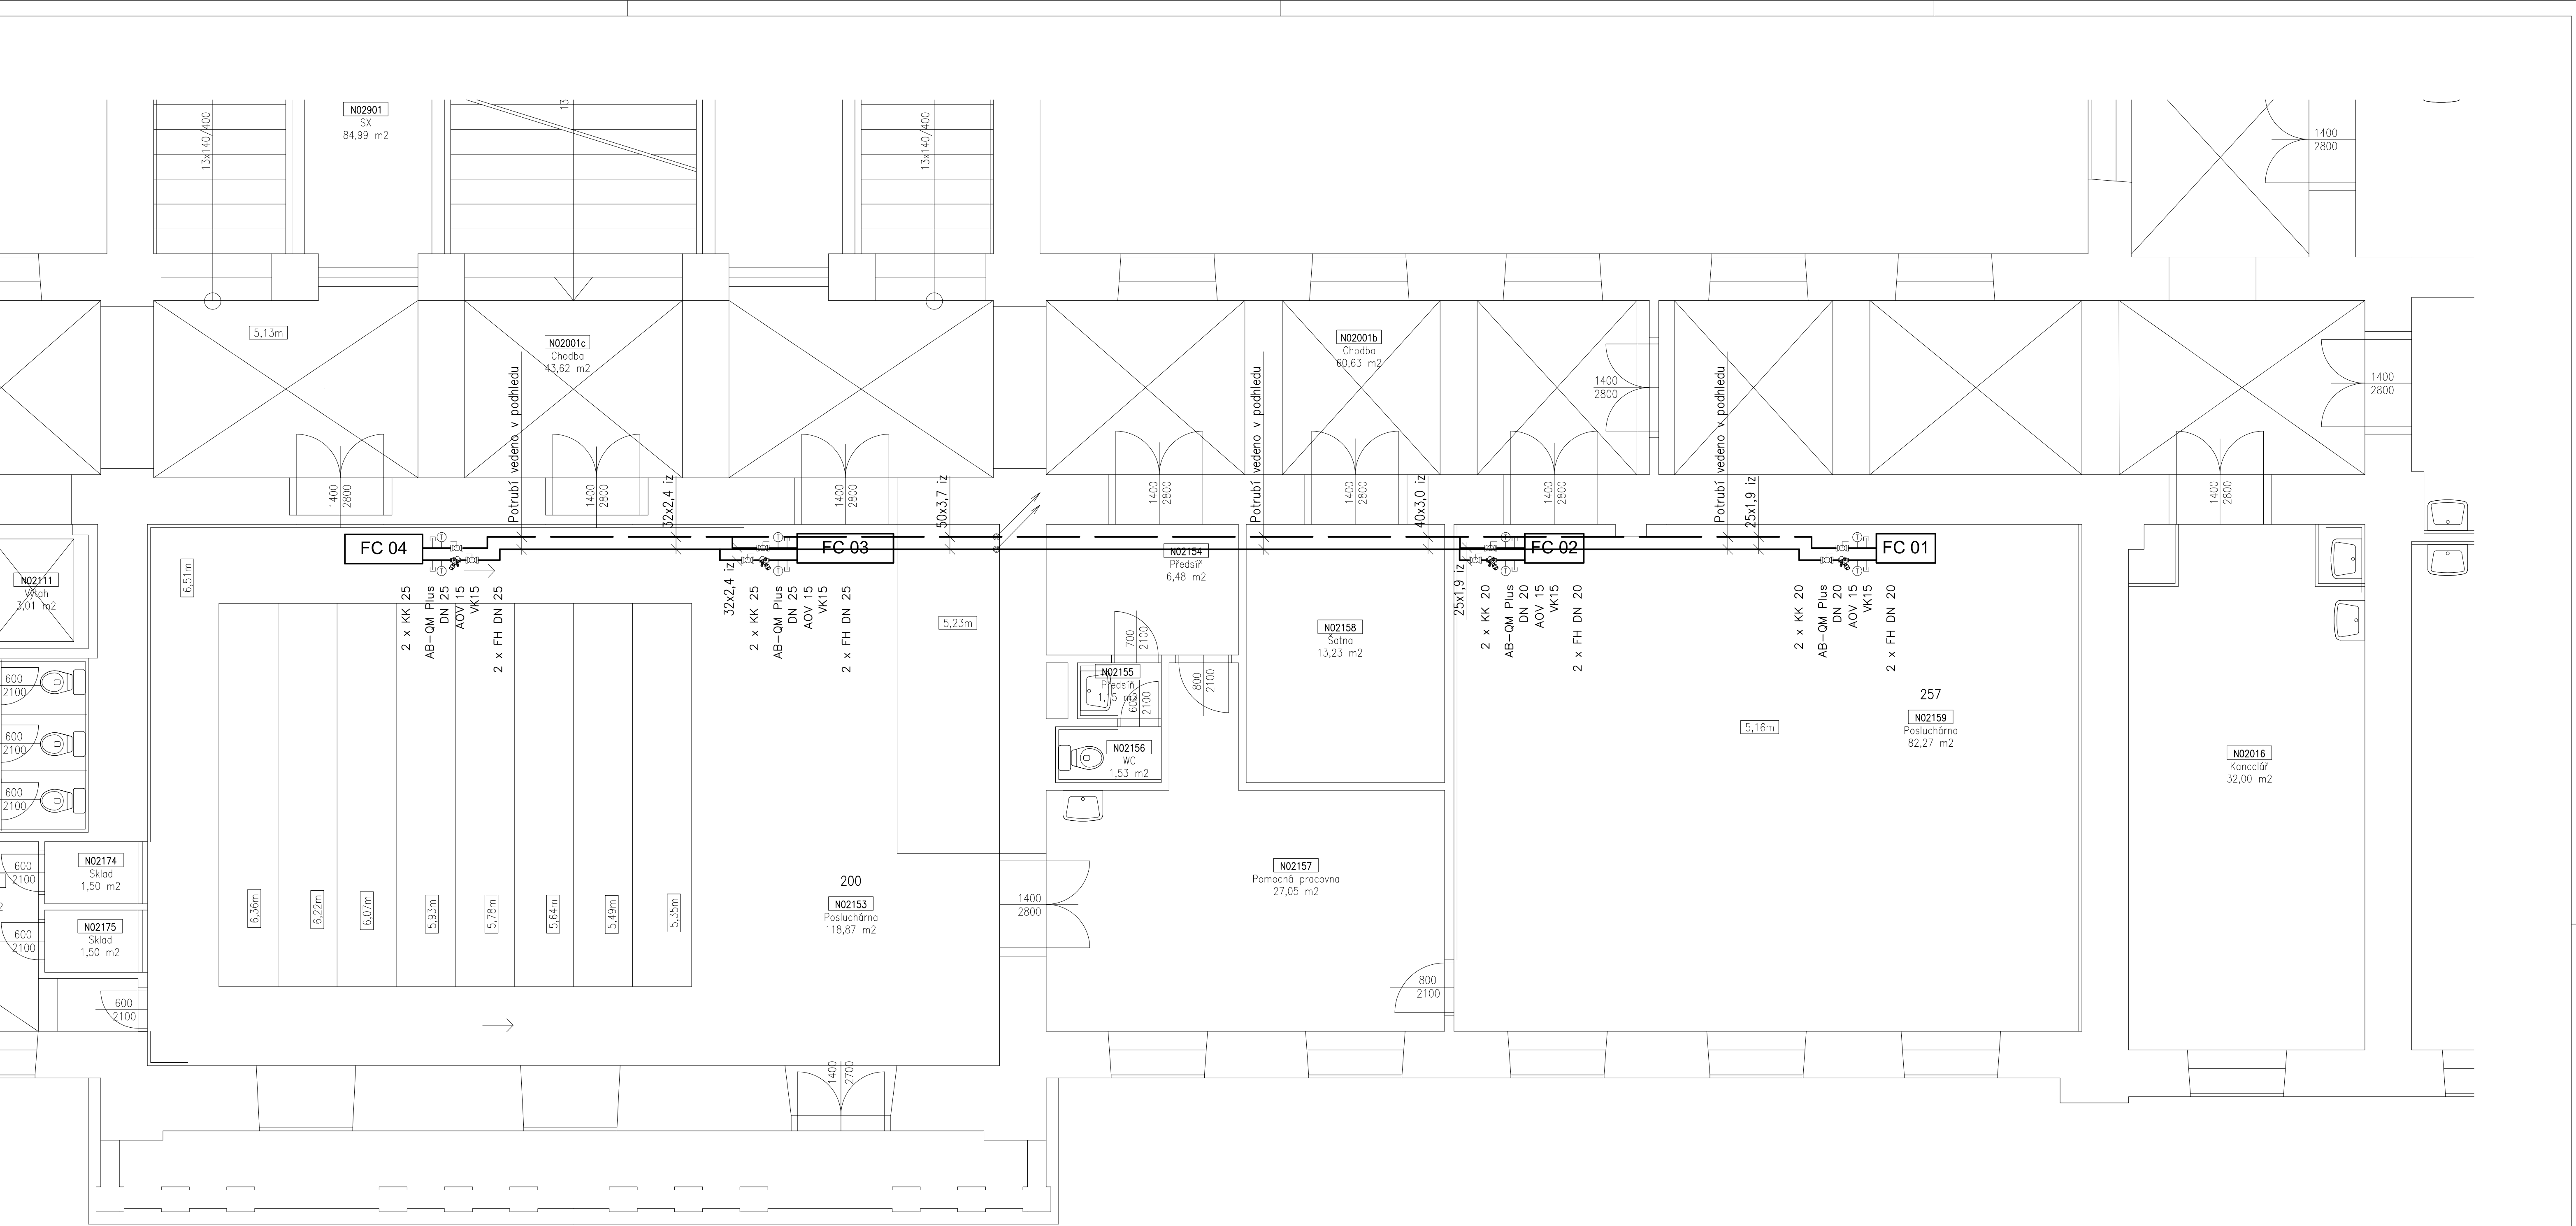 N02901
SX
84,99 m2
13x140/400
13
13x140/400
1400
2800
5,13m
N02001c
Chodba
43,62 m2
N02001b
Chodba
60,63 m2
1400
2800
1400
2800
Potrubí vedeno v podhledu
Potrubí vedeno v podhledu
Potrubí vedeno v podhledu
1400
2800
1400
2800
1400
2800
1400
2800
1400
2800
1400
2800
1400
2800
32x2,4 iz
50x3,7 iz
40x3,0 iz
25x1,9 iz
FC 04
FC 03
FC 02
FC 01
T
T
T
T
T
T
T
T
32x2,4 iz
25x1,9 iz
2 x KK 25
AB-QM Plus
DN 25
AOV 15
VK15
2 x FH DN 25
2 x KK 25
AB-QM Plus
DN 25
AOV 15
VK15
2 x FH DN 25
2 x KK 20
AB-QM Plus
DN 20
AOV 15
VK15
2 x FH DN 20
2 x KK 20
AB-QM Plus
DN 20
AOV 15
VK15
2 x FH DN 20
N02111
Výtah
3,01 m2
6,51m
5,23m
N02154
Předsíň
6,48 m2
N02158
Šatna
13,23 m2
700
2100
N02155
Předsíň
1,15 m2
600
2100
800
2100
N02156
WC
1,53 m2
600
2100
600
2100
600
2100
257
N02159
Posluchárna
82,27 m2
5,16m
N02016
Kancelář
32,00 m2
N02174
Sklad
1,50 m2
600
2100
2
N02175
Sklad
1,50 m2
600
2100
600
2100
6,36m
6,22m
6,07m
5,93m
5,78m
5,64m
5,49m
5,35m
200
N02153
Posluchárna
118,87 m2
1400
2800
N02157
Pomocná pracovna
27,05 m2
800
2100
1400
2700